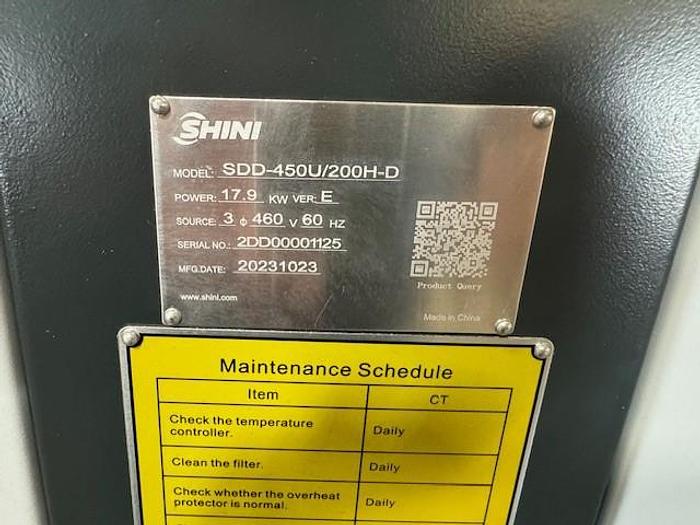 SHINI
MODEL: SDD-450U/200H-D
POWER: 17.9 KW VER: E
SOURCE: 3 ϕ 460 V 60 HZ
SERIAL NO.: 2DD00001125
MFG.DATE: 20231023
Product Query
www.shini.com
Made in China
Maintenance Schedule
Item CT
Check the temperature
controller. Daily
Clean the filter. Daily
Check whether the overheat
protector is normal. Daily